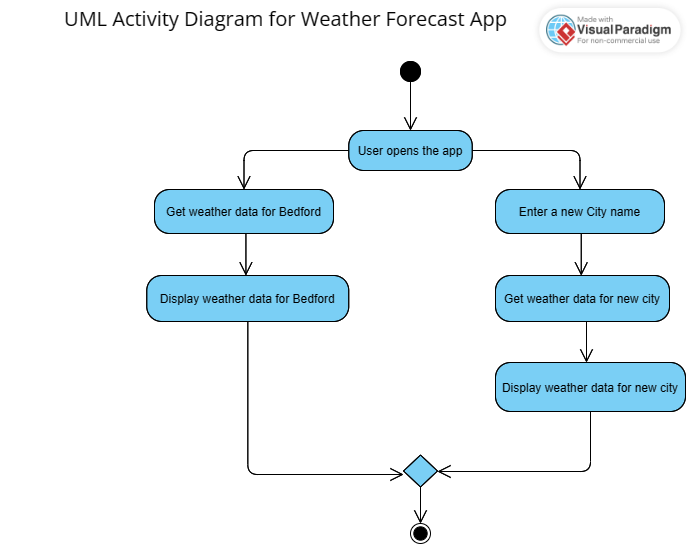 UML Activity Diagram for Weather Forecast App
Made with
Visual Paradigm
For non-commercial use
User opens the app
Get weather data for Bedford
Enter a new City name
Display weather data for Bedford
Get weather data for new city
Display weather data for new city